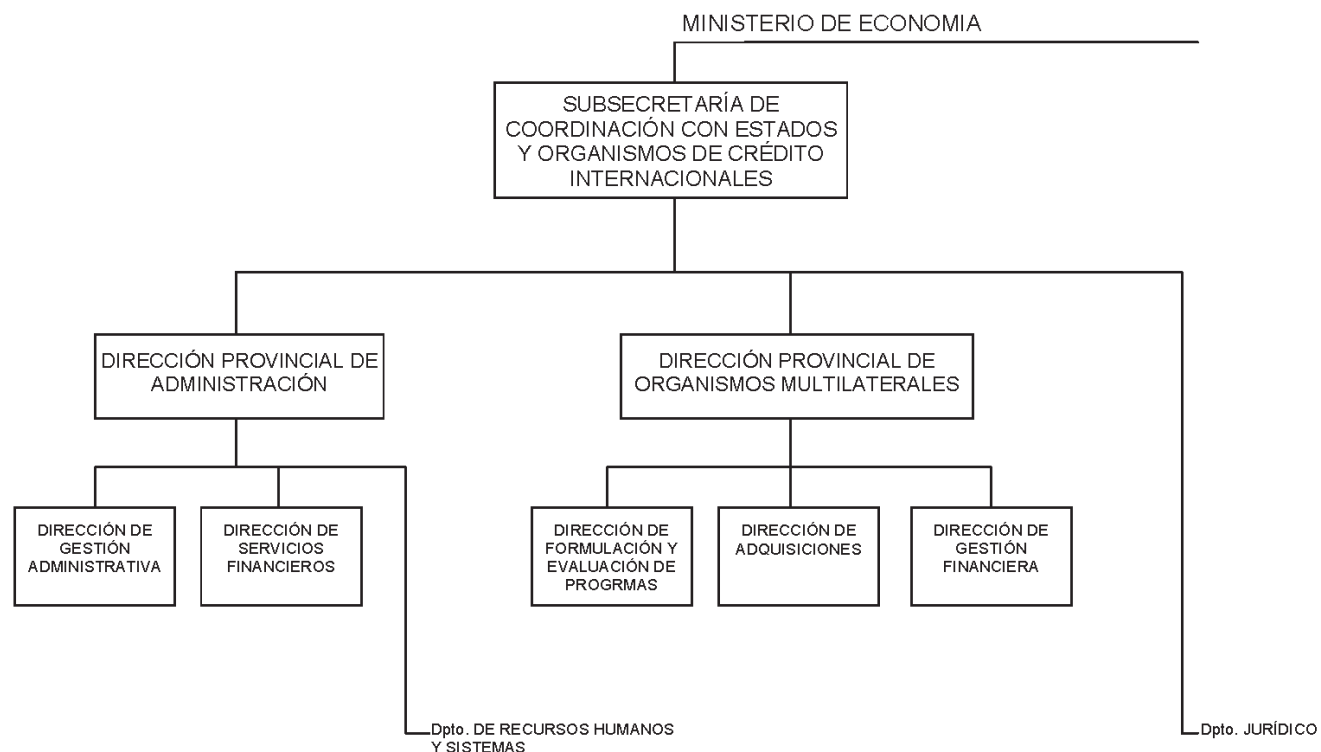 MINISTERIO DE ECONOMIA
SUBSECRETARÍA DE
COORDINACIÓN CON ESTADOS
Y ORGANISMOS DE CRÉDITO
INTERNACIONALES
DIRECCIÓN PROVINCIAL DE
ADMINISTRACIÓN
DIRECCIÓN PROVINCIAL DE
ORGANISMOS MULTILATERALES
DIRECCIÓN DE
GESTIÓN
ADMINISTRATIVA
DIRECCIÓN DE
SERVICIOS
FINANCIEROS
DIRECCIÓN DE
FORMULACIÓN Y
EVALUACIÓN DE
PROGRMAS
DIRECCIÓN DE
ADQUISICIONES
DIRECCIÓN DE
GESTIÓN
FINANCIERA
Dpto. DE RECURSOS HUMANOS
Y SISTEMAS
Dpto. JURÍDICO